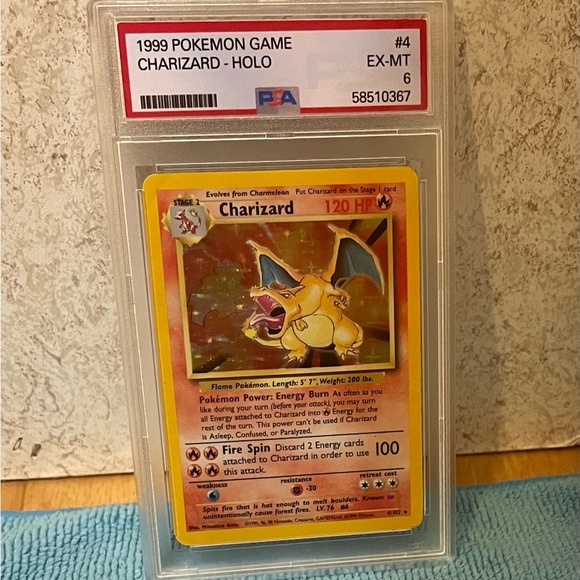 1999 POKEMON GAME #4
CHARIZARD - HOLO EX-MT
6
PSA 58510367
Evolves from Charmeleon Put Charizard on the Stage 1 card
STAGE 2
Charizard 120 HP
Flame Pokémon. Length: 5' 7", Weight: 200 lbs.
Pokémon Power: Energy Burn As often as you
like during your turn (before your attack), you may turn
all Energy attached to Charizard into Energy for the
rest of the turn. This power can't be used if Charizard
is Asleep, Confused, or Paralyzed.
Fire Spin Discard 2 Energy cards
attached to Charizard in order to use 100
this attack.
weakness resistance retreat cost
-30
Spits fire that is hot enough to melt boulders. Known to
unintentionally cause forest fires. LV. 76 #6
Illus. Mitsuhiro Arita 4/102